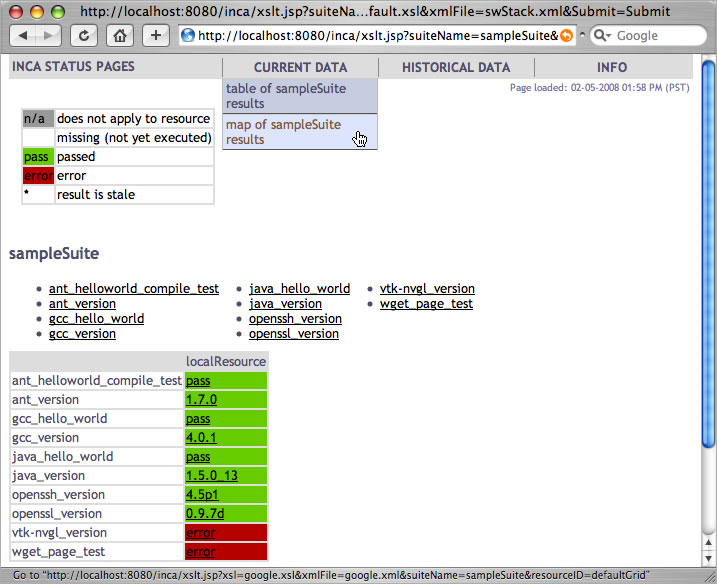 http://localhost:8080/inca/xslt.jsp?suiteNa...fault.xsl&xmlFile=swStack.xml&Submit=Submit
http://localhost:8080/inca/xslt.jsp?suiteName=sampleSuite&
Google
INCA STATUS PAGES
CURRENT DATA
HISTORICAL DATA
INFO
table of sampleSuite
results
map of sampleSuite
results
Page loaded: 02-05-2008 01:58 PM (PST)
n/a does not apply to resource
missing (not yet executed)
pass passed
error error
* result is stale
sampleSuite
• ant_helloworld_compile_test
• ant_version
• gcc_hello_world
• gcc_version
• java_hello_world
• java_version
• openssh_version
• openssl_version
• vtk-nvgl_version
• wget_page_test
localResource
ant_helloworld_compile_test pass
ant_version 1.7.0
gcc_hello_world pass
gcc_version 4.0.1
java_hello_world pass
java_version 1.5.0_13
openssh_version 4.5p1
openssl_version 0.9.7d
vtk-nvgl_version error
wget_page_test error
Go to "http://localhost:8080/inca/xslt.jsp?xsl=google.xsl&xmlFile=google.xml&suiteName=sampleSuite&resourceID=defaultGrid"